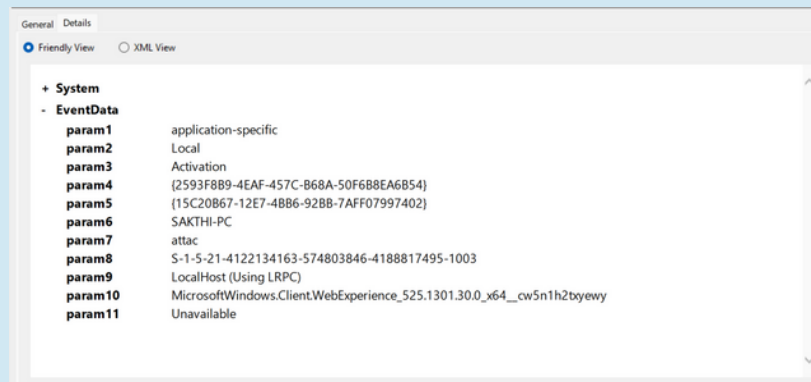 General Details
Friendly View XML View
+ System
- EventData
param1 application-specific
param2 Local
param3 Activation
param4 {2593F8B9-4EAF-457C-B68A-50F6B8EA6B54}
param5 {15C20B67-12E7-4BB6-92BB-7AFF07997402}
param6 SAKTHI-PC
param7 attac
param8 S-1-5-21-4122134163-574803846-4188817495-1003
param9 LocalHost (Using LRPC)
param10 MicrosoftWindows.Client.WebExperience_525.1301.30.0_x64__cw5n1h2txyewy
param11 Unavailable